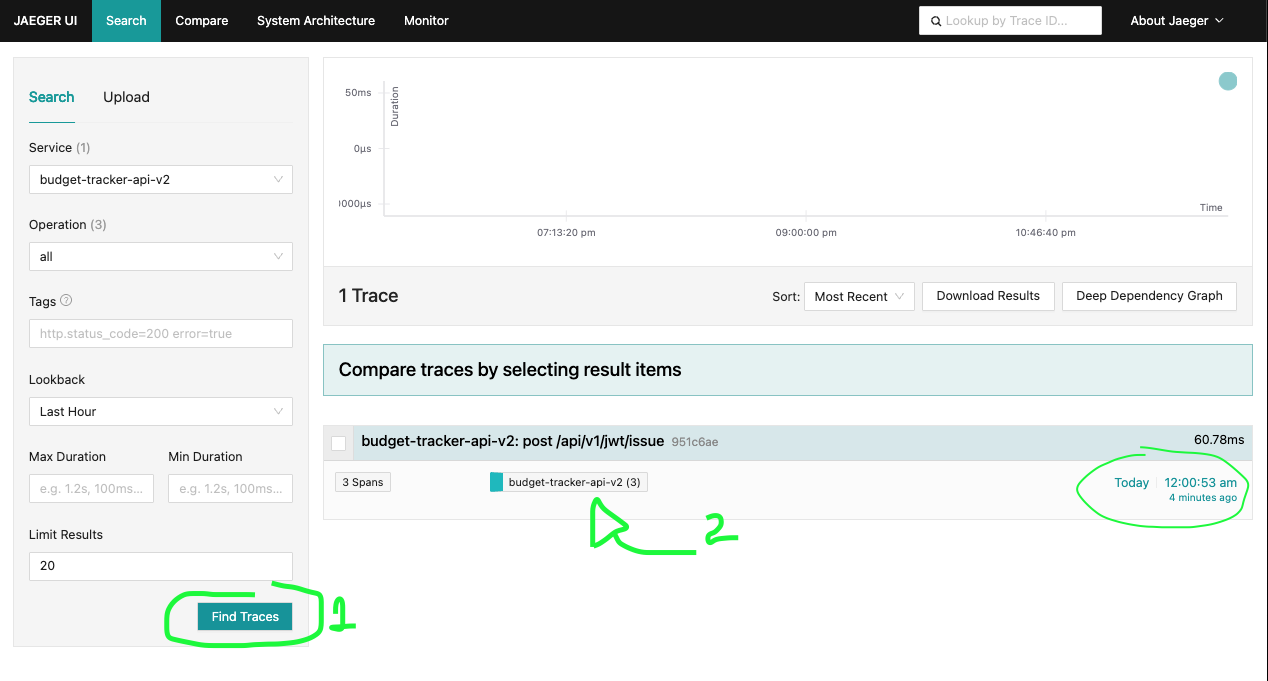 JAEGER UI Search Compare System Architecture Monitor Lookup by Trace ID... About Jaeger
Search Upload
Service (1)
budget-tracker-api-v2
Operation (3)
all
Tags ?
http.status_code=200 error=true
Lookback
Last Hour
Max Duration Min Duration
e.g. 1.2s, 100ms... e.g. 1.2s, 100ms...
Limit Results
20
Find Traces 1
50ms
Duration
0µs
Time
07:13:20 pm 09:00:00 pm 10:46:40 pm
1 Trace Sort: Most Recent Download Results Deep Dependency Graph
Compare traces by selecting result items
budget-tracker-api-v2: post /api/v1/jwt/issue 951c6ae 60.78ms
3 Spans budget-tracker-api-v2 (3) Today 12:00:53 am
4 minutes ago
2